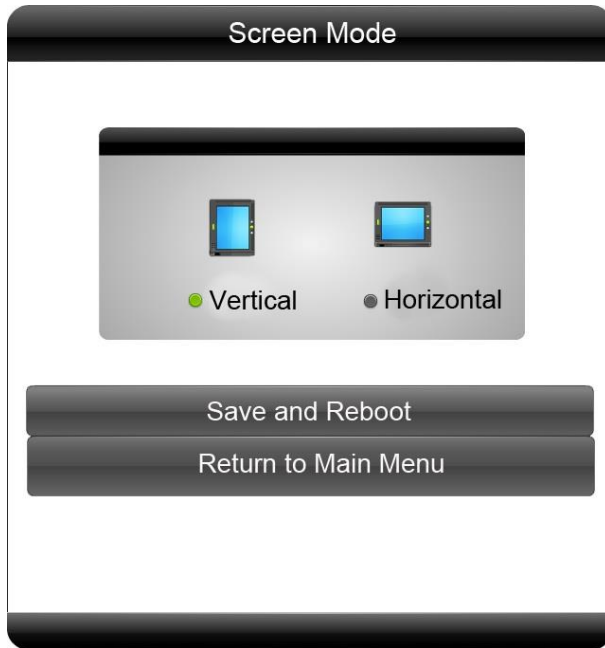 Screen Mode
Vertical
Horizontal
Save and Reboot
Return to Main Menu